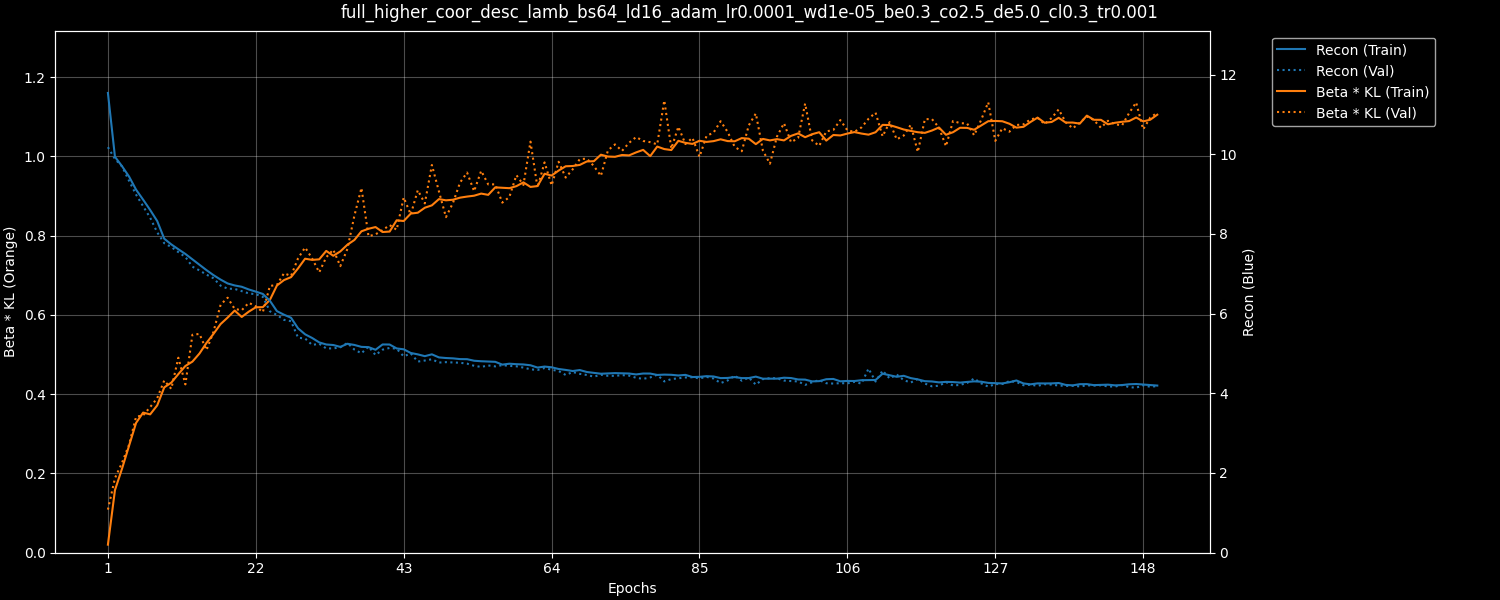 full_higher_coor_desc_lamb_bs64_ld16_adam_lr0.0001_wd1e-05_be0.3_co2.5_de5.0_cl0.3_tr0.001
Recon (Train)
Recon (Val)
Beta * KL (Train)
Beta * KL (Val)
Beta * KL (Orange)
1.2
1.0
0.8
0.6
0.4
0.2
0.0
12
10
8
6
4
2
0
Recon (Blue)
1 22 43 64 85 106 127 148
Epochs